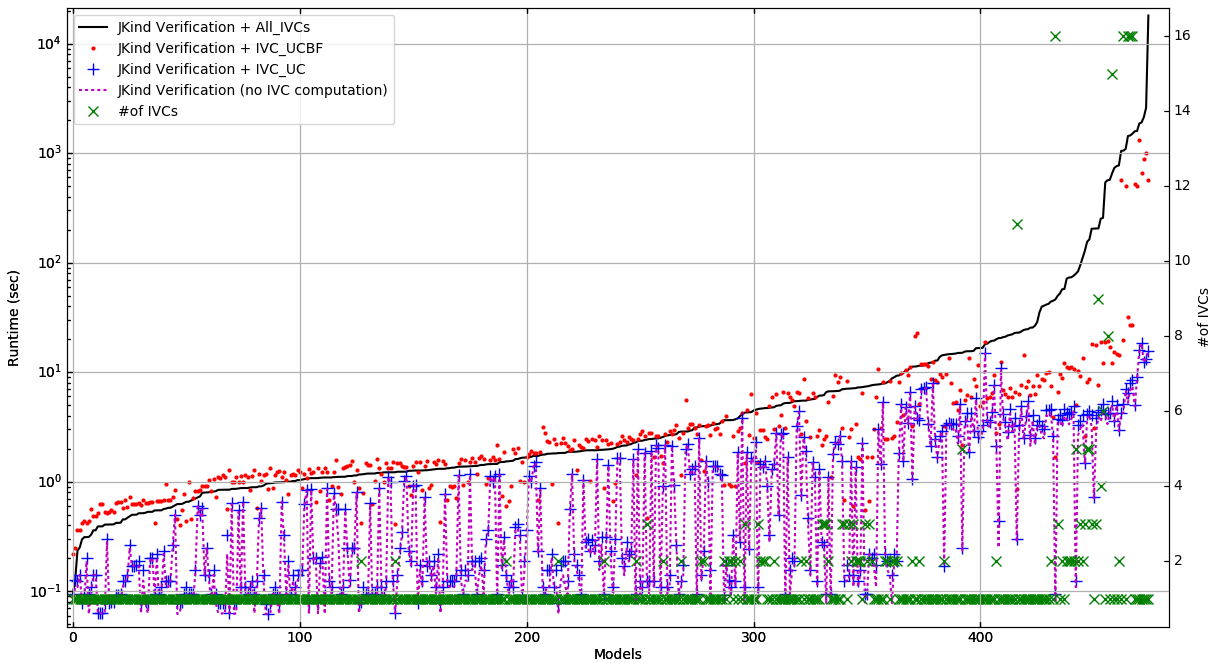 JKind Verification + All_IVCs
JKind Verification + IVC_UCBF
JKind Verification + IVC_UC
JKind Verification (no IVC computation)
#of IVCs
Runtime (sec)
10⁴
10³
10²
10¹
10⁰
10⁻¹
16
14
12
10
8
6
4
2
#of IVCs
0
100
200
300
400
Models